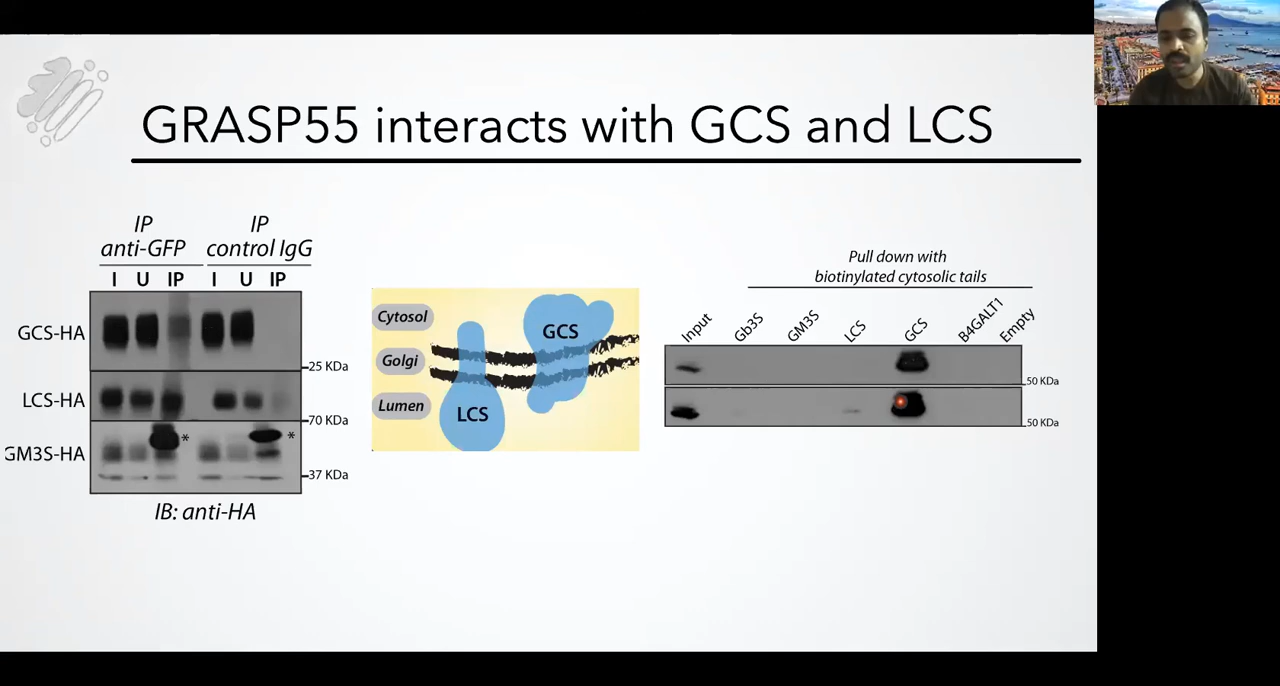 GRASP55 interacts with GCS and LCS
IP
anti-GFP
IP
control IgG
I U IP I U IP
GCS-HA
25 KDa
LCS-HA
70 KDa
*
*
GM3S-HA
37 KDa
IB: anti-HA
Cytosol
Golgi
Lumen
LCS
GCS
Pull down with
biotinylated cytosolic tails
Input Gb3S GM3S LCS GCS B4GALT1 Empty
50 KDa
50 KDa